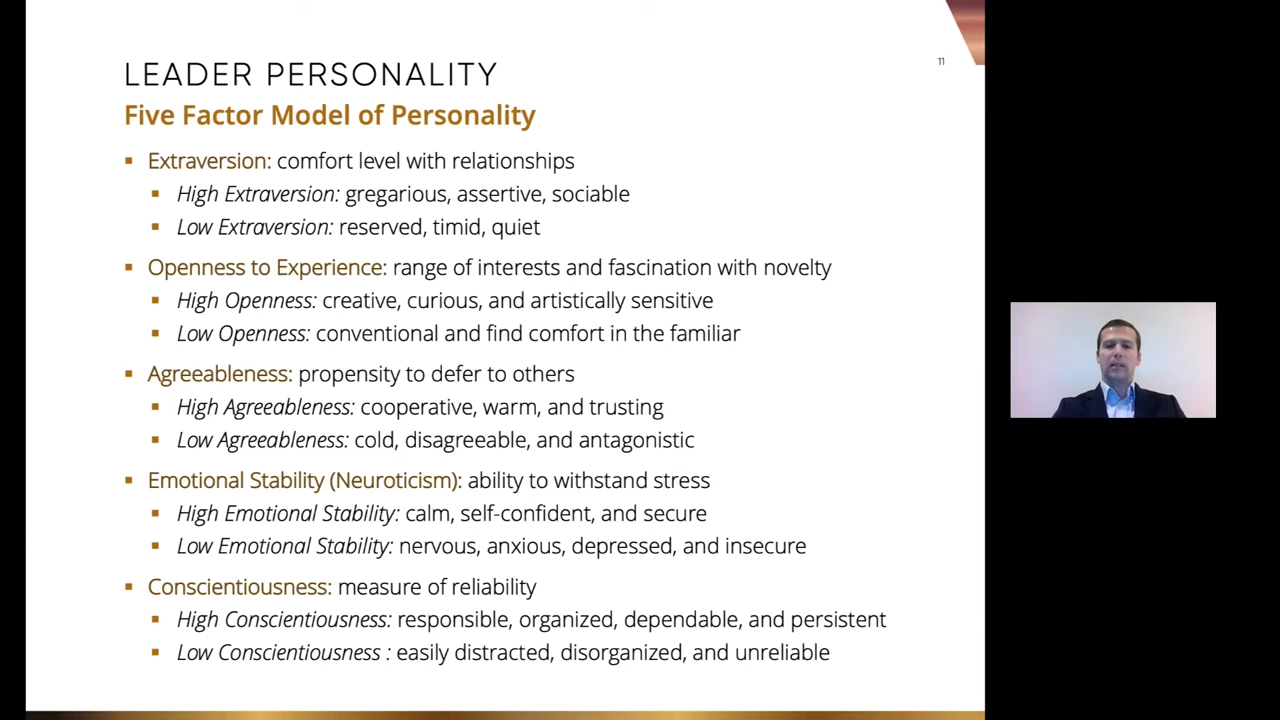 11
LEADER PERSONALITY
Five Factor Model of Personality
▪ Extraversion: comfort level with relationships
▪ High Extraversion: gregarious, assertive, sociable
▪ Low Extraversion: reserved, timid, quiet
▪ Openness to Experience: range of interests and fascination with novelty
▪ High Openness: creative, curious, and artistically sensitive
▪ Low Openness: conventional and find comfort in the familiar
▪ Agreeableness: propensity to defer to others
▪ High Agreeableness: cooperative, warm, and trusting
▪ Low Agreeableness: cold, disagreeable, and antagonistic
▪ Emotional Stability (Neuroticism): ability to withstand stress
▪ High Emotional Stability: calm, self-confident, and secure
▪ Low Emotional Stability: nervous, anxious, depressed, and insecure
▪ Conscientiousness: measure of reliability
▪ High Conscientiousness: responsible, organized, dependable, and persistent
▪ Low Conscientiousness : easily distracted, disorganized, and unreliable